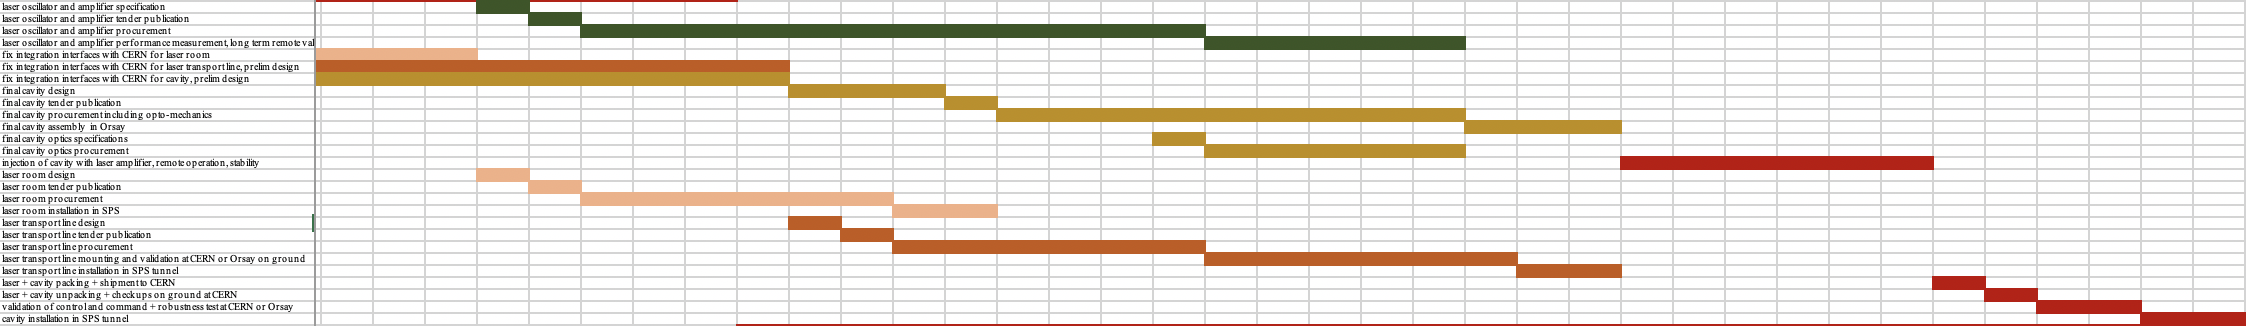 laser oscillator and amplifier specification
laser oscillator and amplifier tender publication
laser oscillator and amplifier procurement
laser oscillator and amplifier performance measurement, long term remote val
fix integration interfaces with CERN for laser room
fix integration interfaces with CERN for laser transport line, prelim design
fix integration interfaces with CERN for cavity, prelim design
final cavity design
final cavity tender publication
final cavity procurement including opto-mechanics
final cavity assembly in Orsay
final cavity optics specifications
final cavity optics procurement
injection of cavity with laser amplifier, remote operation, stability
laser room design
laser room tender publication
laser room procurement
laser room installation in SPS
laser transport line design
laser transport line tender publication
laser transport line procurement
laser transport line mounting and validation at CERN or Orsay on ground
laser transport line installation in SPS tunnel
laser + cavity packing + shipment to CERN
laser + cavity unpacking + checkups on ground at CERN
validation of control and command + robustness test at CERN or Orsay
cavity installation in SPS tunnel